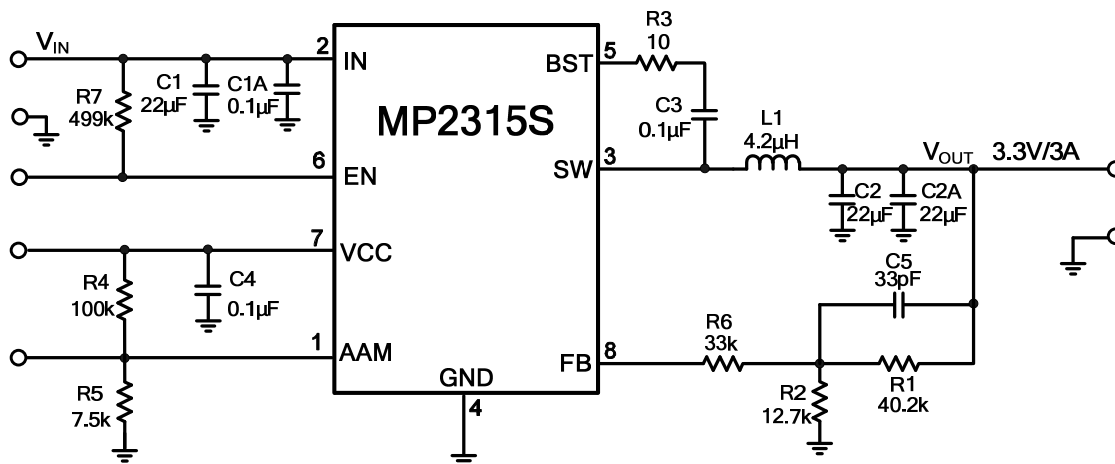 VIN
R7
499k
C1
22µF
C1A
0.1µF
2
IN
6
EN
7
VCC
R4
100k
C4
0.1µF
1
AAM
R5
7.5k
MP2315S
GND
4
5
BST
R3
10
C3
0.1µF
3
SW
L1
4.2µH
VOUT
3.3V/3A
C2
22µF
C2A
22µF
C5
33pF
8
FB
R6
33k
R2
12.7k
R1
40.2k